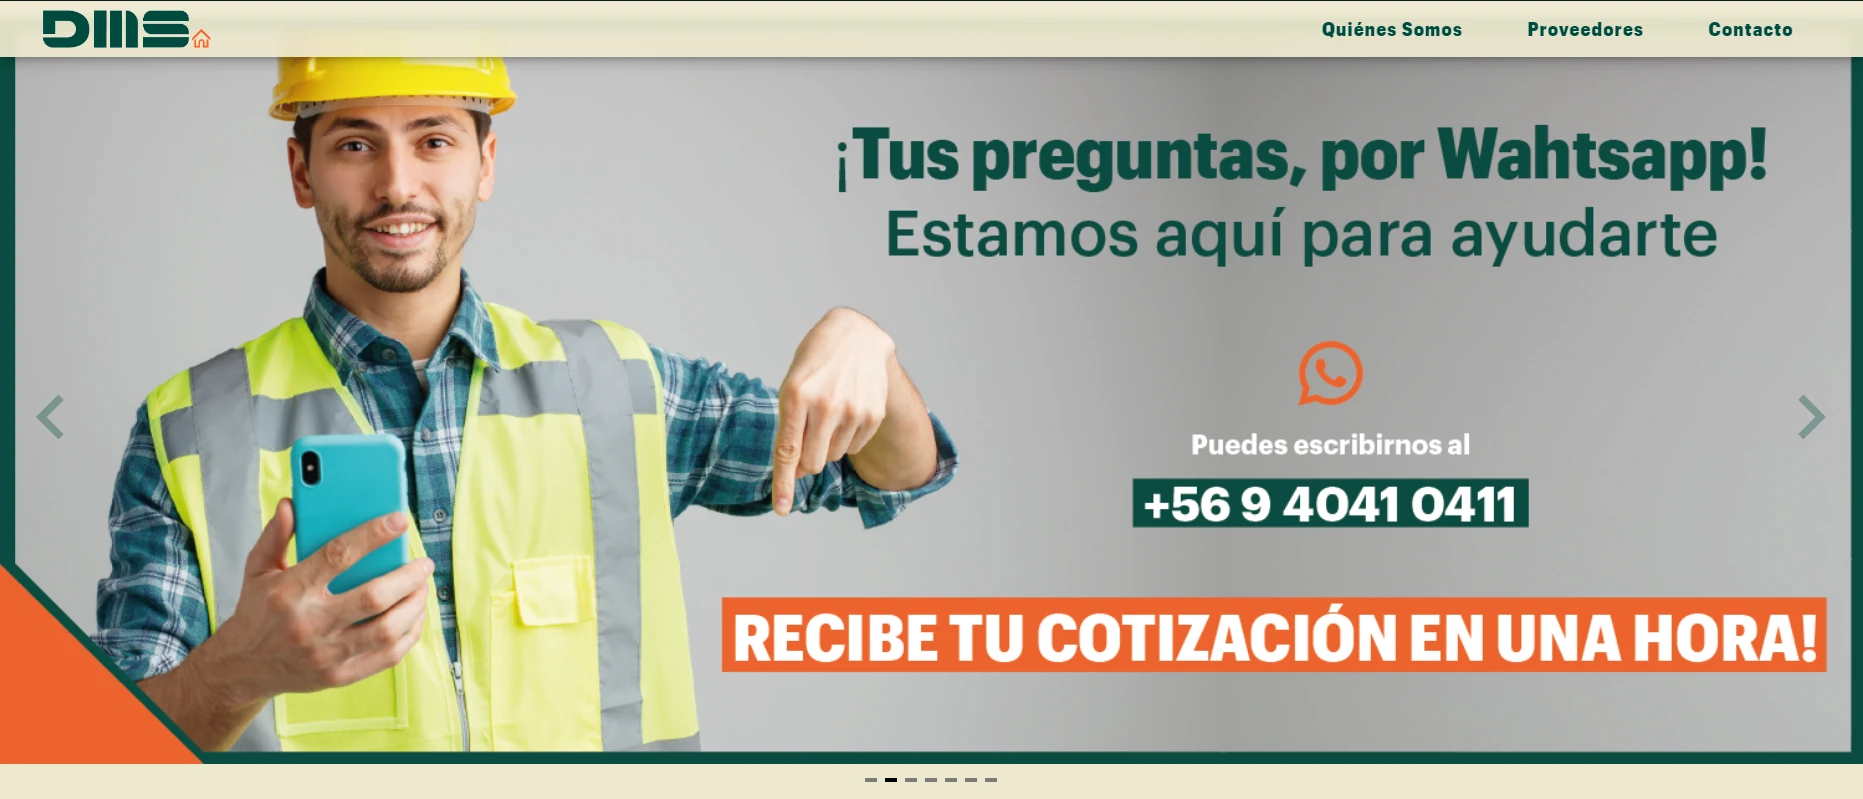 DMS
Quiénes Somos
Proveedores
Contacto
¡Tus preguntas, por Wahtsapp!
Estamos aquí para ayudarte
Puedes escribirnos al
+56 9 4041 0411
RECIBE TU COTIZACIÓN EN UNA HORA!